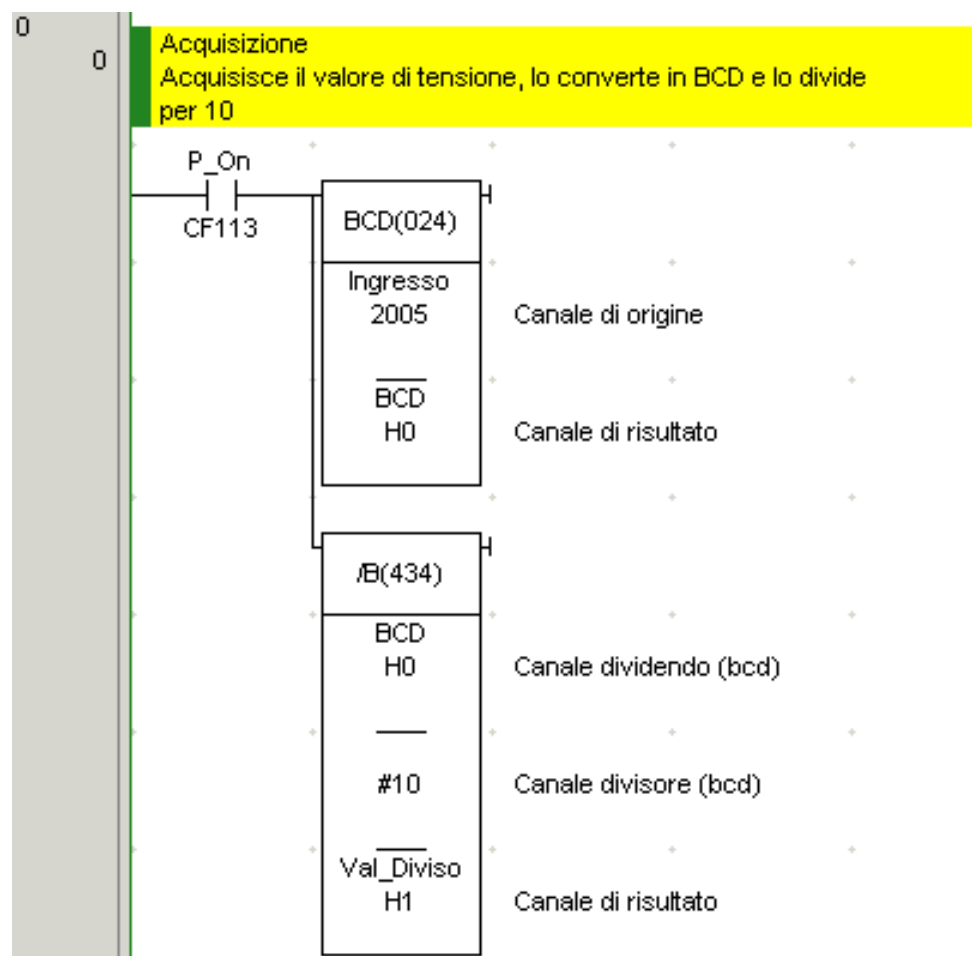 0
0
Acquisizione
Acquisisce il valore di tensione, lo converte in BCD e lo divide
per 10
P_On
CF113
BCD(024)
Ingresso
2005 Canale di origine
BCD
H0 Canale di risultato
/B(434)
BCD
H0 Canale dividendo (bcd)
#10 Canale divisore (bcd)
Val_Diviso
H1 Canale di risultato